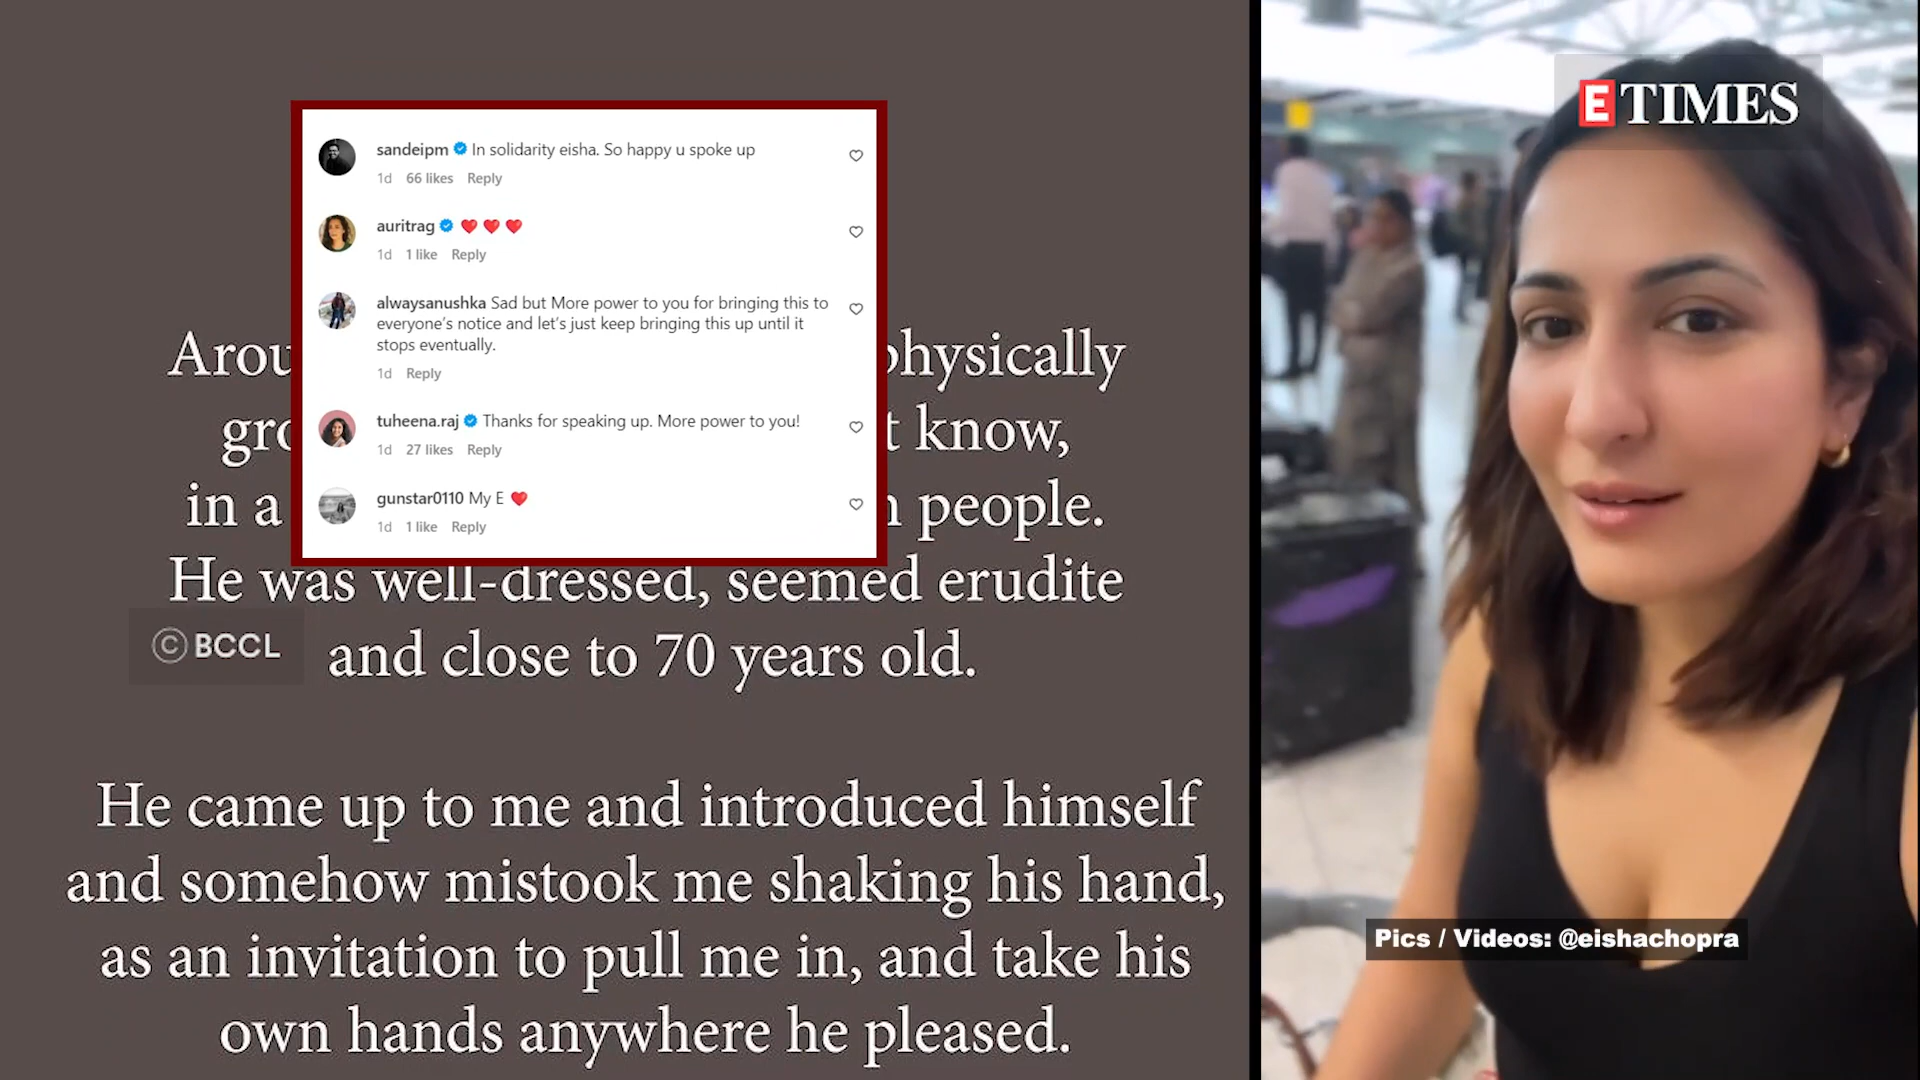 sandeipm In solidarity eisha. So happy u spoke up
1d 66 likes Reply
auritrag
1d 1 like Reply
alwaysanushka Sad but More power to you for bringing this to
everyone's notice and let's just keep bringing this up until it
stops eventually.
1d Reply
tuheena.raj Thanks for speaking up. More power to you!
1d 27 likes Reply
gunstar0110 My E
1d 1 like Reply
physically
know,
in a people.
He was well-dressed, seemed erudite
and close to 70 years old.
He came up to me and introduced himself
and somehow mistook me shaking his hand,
as an invitation to pull me in, and take his
own hands anywhere he pleased.
© BCCL
E TIMES
Pics / Videos: @eishachopra